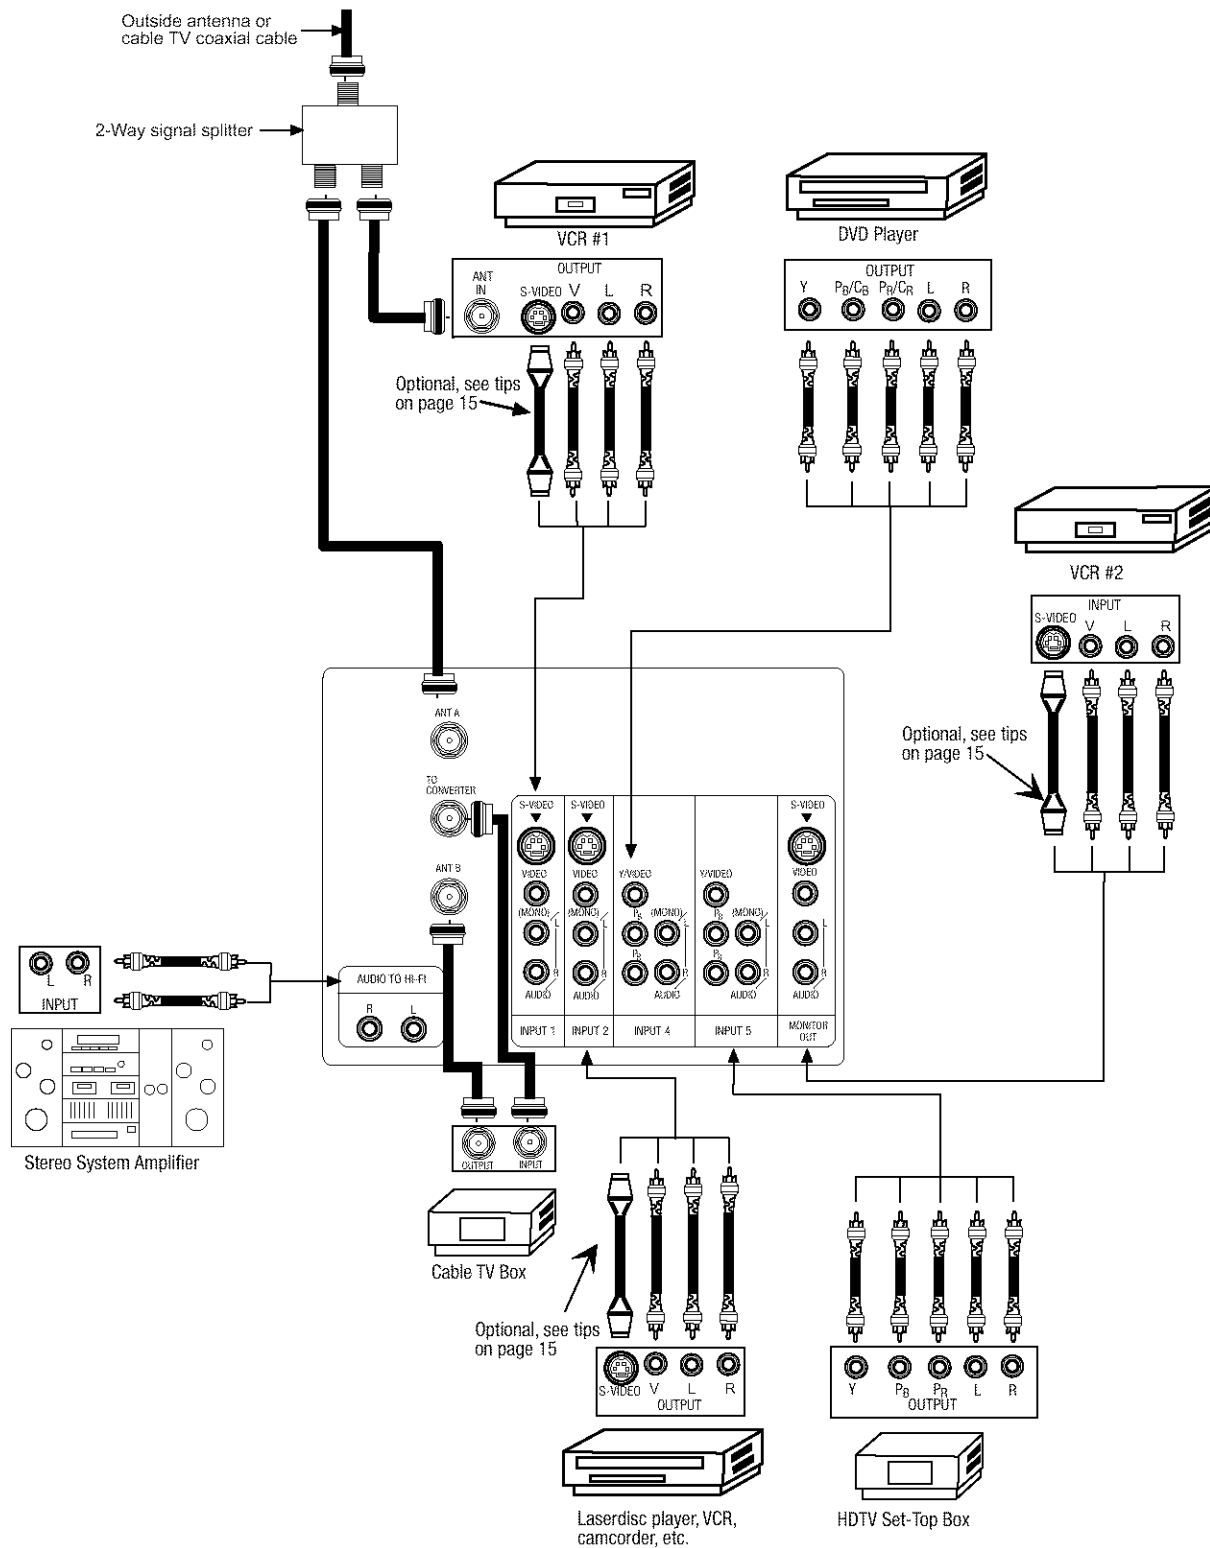 Outside antenna or
cable TV coaxial cable
2-Way signal splitter
VCR #1
DVD Player
OUTPUT
ANT
IN
S-VIDEO V L R
OUTPUT
Y PB/CB PR/CR L R
Optional, see tips
on page 15
VCR #2
INPUT
S-VIDEO V L R
Optional, see tips
on page 15
ANT A
TO
CONVERTER
ANT B
S-VIDEO S-VIDEO S-VIDEO
VIDEO VIDEO Y/VIDEO Y/VIDEO VIDEO
(MONO) L (MONO) L PB (MONO) L PB (MONO) L L
R R PR R PR R R
AUDIO AUDIO AUDIO AUDIO AUDIO
INPUT 1 INPUT 2 INPUT 4 INPUT 5 MONITOR
OUT
AUDIO TO HI-FI
R L
L R
INPUT
Stereo System Amplifier
OUTPUT INPUT
Cable TV Box
Optional, see tips
on page 15
S-VIDEO V L R
OUTPUT
Laserdisc player, VCR,
camcorder, etc.
Y PB PR L R
OUTPUT
HDTV Set-Top Box